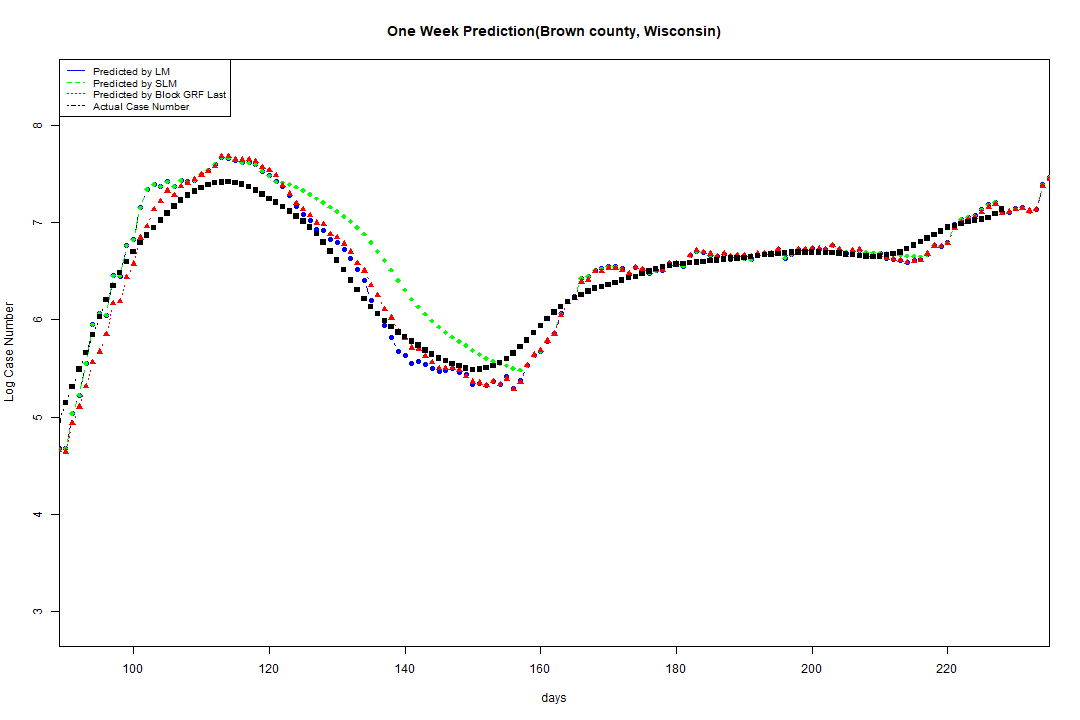 One Week Prediction(Brown county, Wisconsin)
Predicted by LM
Predicted by SLM
Predicted by Block GRF Last
Actual Case Number
8
7
6
5
4
3
Log Case Number
100 120 140 160 180 200 220
days